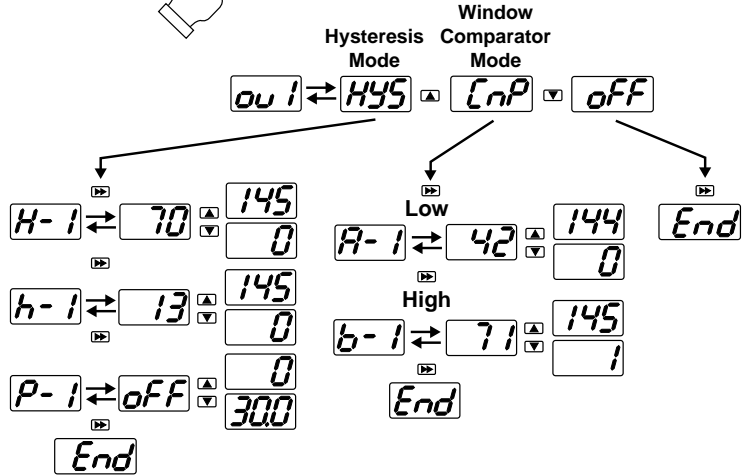 Window
Hysteresis Comparator
Mode Mode
ou 1 HYS CnP oFF
Low
H- 1 70 145 0
A- 1 42 144 0
End
High
h- 1 13 145 0
b- 1 71 145 1
P- 1 oFF 0 30.0
End
End